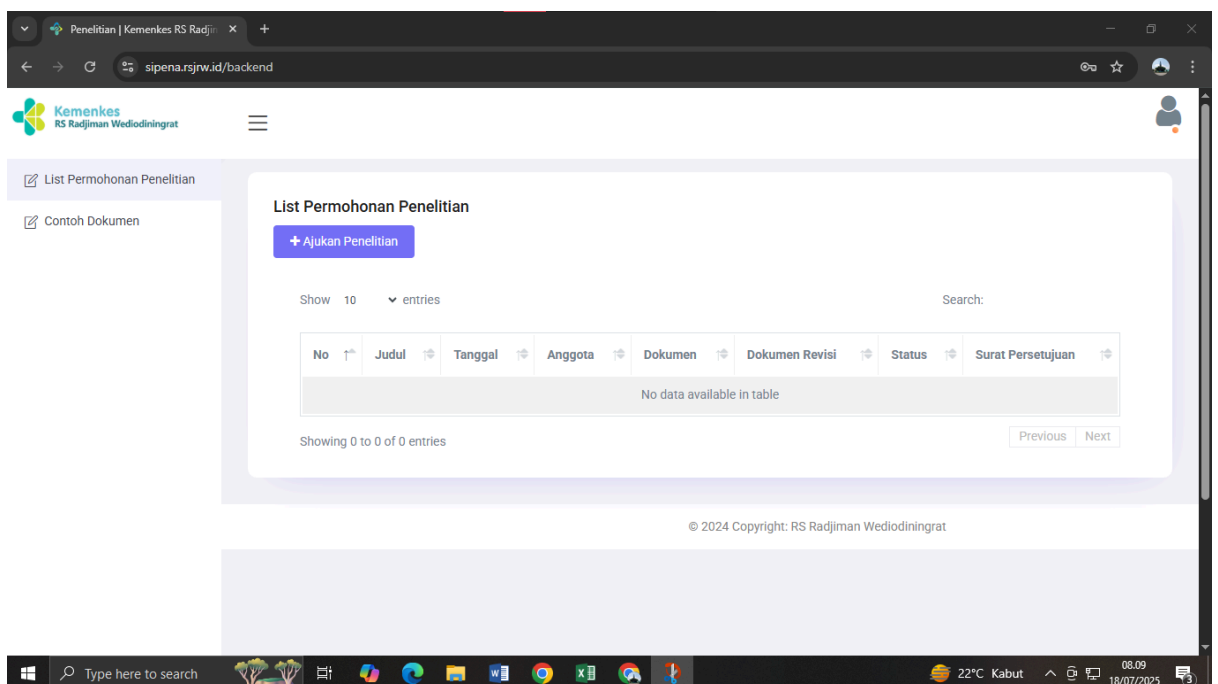 Penelitian | Kemenkes RS Radjim
sipena.rsjrw.id/backend
Kemenkes
RS Radjiman Wediodiningrat
List Permohonan Penelitian
Contoh Dokumen
List Permohonan Penelitian
+ Ajukan Penelitian
Show 10 entries
Search:
No Judul Tanggal Anggota Dokumen Dokumen Revisi Status Surat Persetujuan
No data available in table
Showing 0 to 0 of 0 entries
Previous Next
© 2024 Copyright: RS Radjiman Wediodiningrat
Type here to search
22°C Kabut
08.09
18/07/2025
3